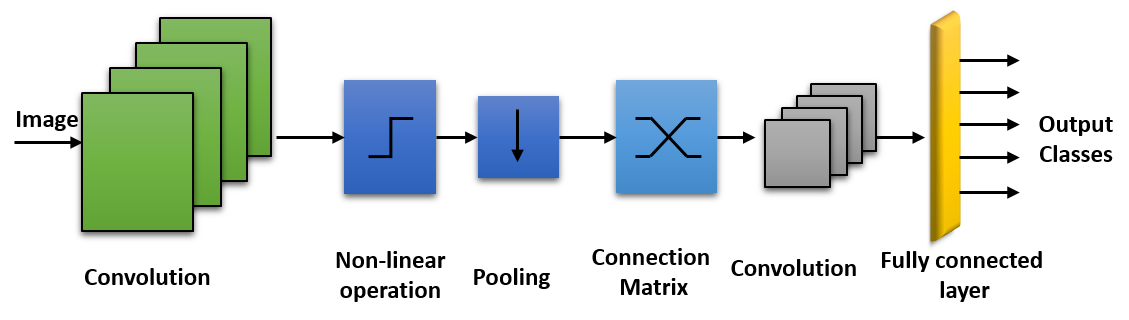 Image
Convolution
Non-linear
operation
Pooling
Connection
Matrix
Convolution
Fully connected
layer
Output
Classes